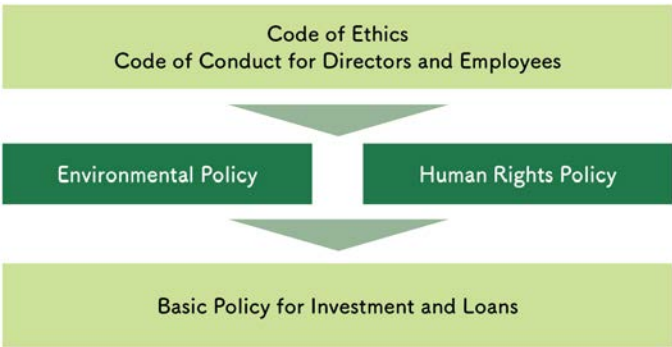 Code of Ethics
Code of Conduct for Directors and Employees
Environmental Policy
Human Rights Policy
Basic Policy for Investment and Loans